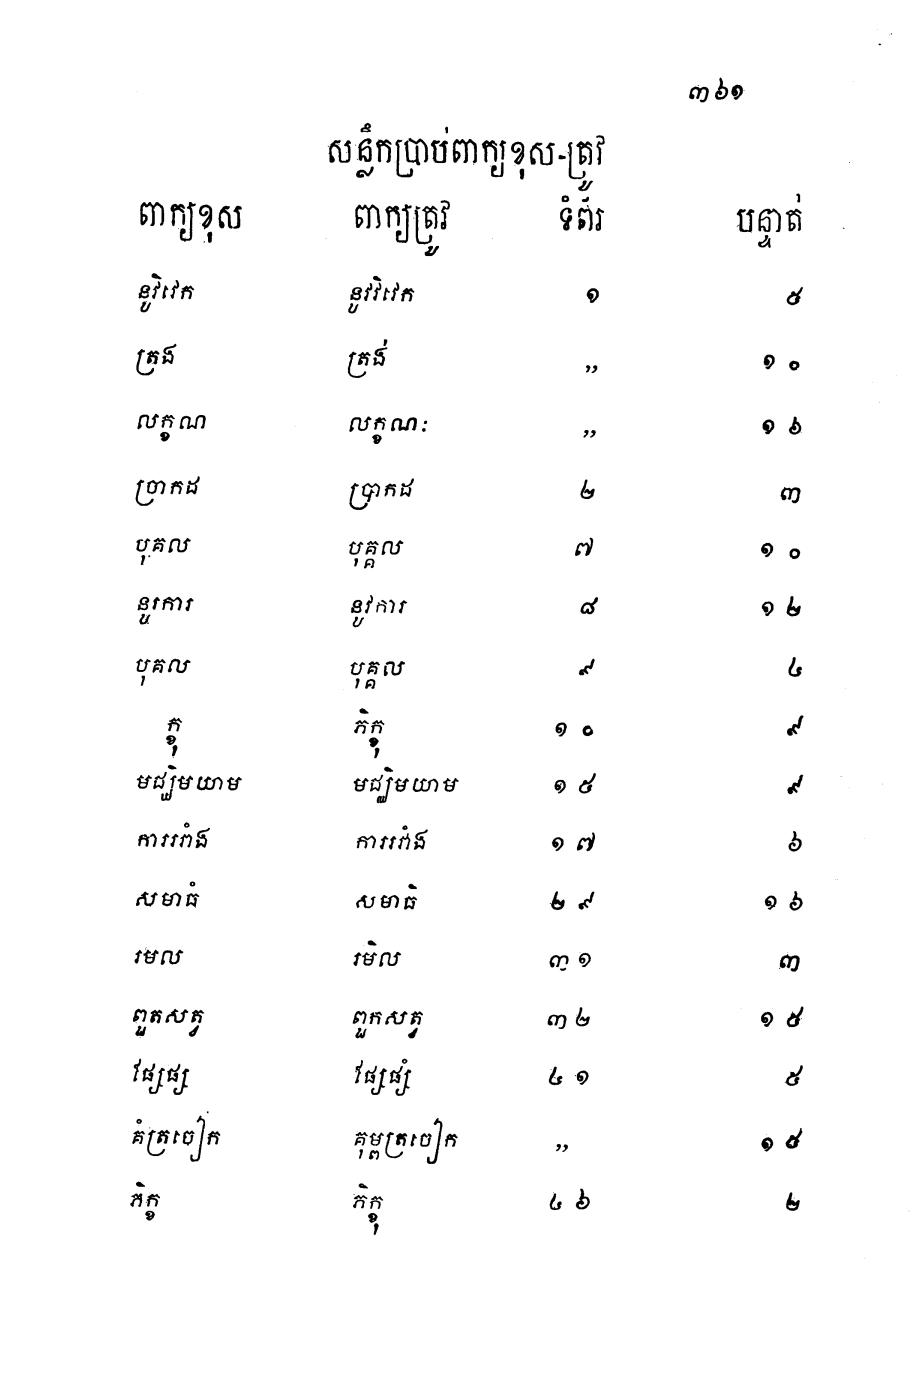 ៣៦១
សន្លឹកប្រាប់ពាក្យខុស-ត្រូវ
ពាក្យខុស ពាក្យត្រូវ ទំព័រ បន្ទាត់
នូវិវេក នូវវិវេក ១ ៥
ត្រង ត្រង់ ,, ១០
លក្ខណ លក្ខណៈ ,, ១៦
ច្រាកដ ប្រាកដ ២ ៣
បុគល បុគ្គល ៧ ១០
នូរការ នូវការ ៨ ១២
បុគល បុគ្គល ៩ ៤
ក្ខុ ភិក្ខុ ១០ ៩
មជ្ឈិមយាម មជ្ឈិមយាម ១៥ ៩
ការរវាំង ការរវាំង ១៧ ៦
សមាធំ សមាធិ ២៩ ១៦
រមល រមិល ៣១ ៣
ពួតសត្វ ពួកសត្វ ៣២ ១៥
ផ្សែផ្ស ផ្សែផ្សំ ៤១ ៥
គំត្រចៀក គុម្ពត្រចៀក ,, ១៥
ភិក្ខ ភិក្ខុ ៤៦ ២